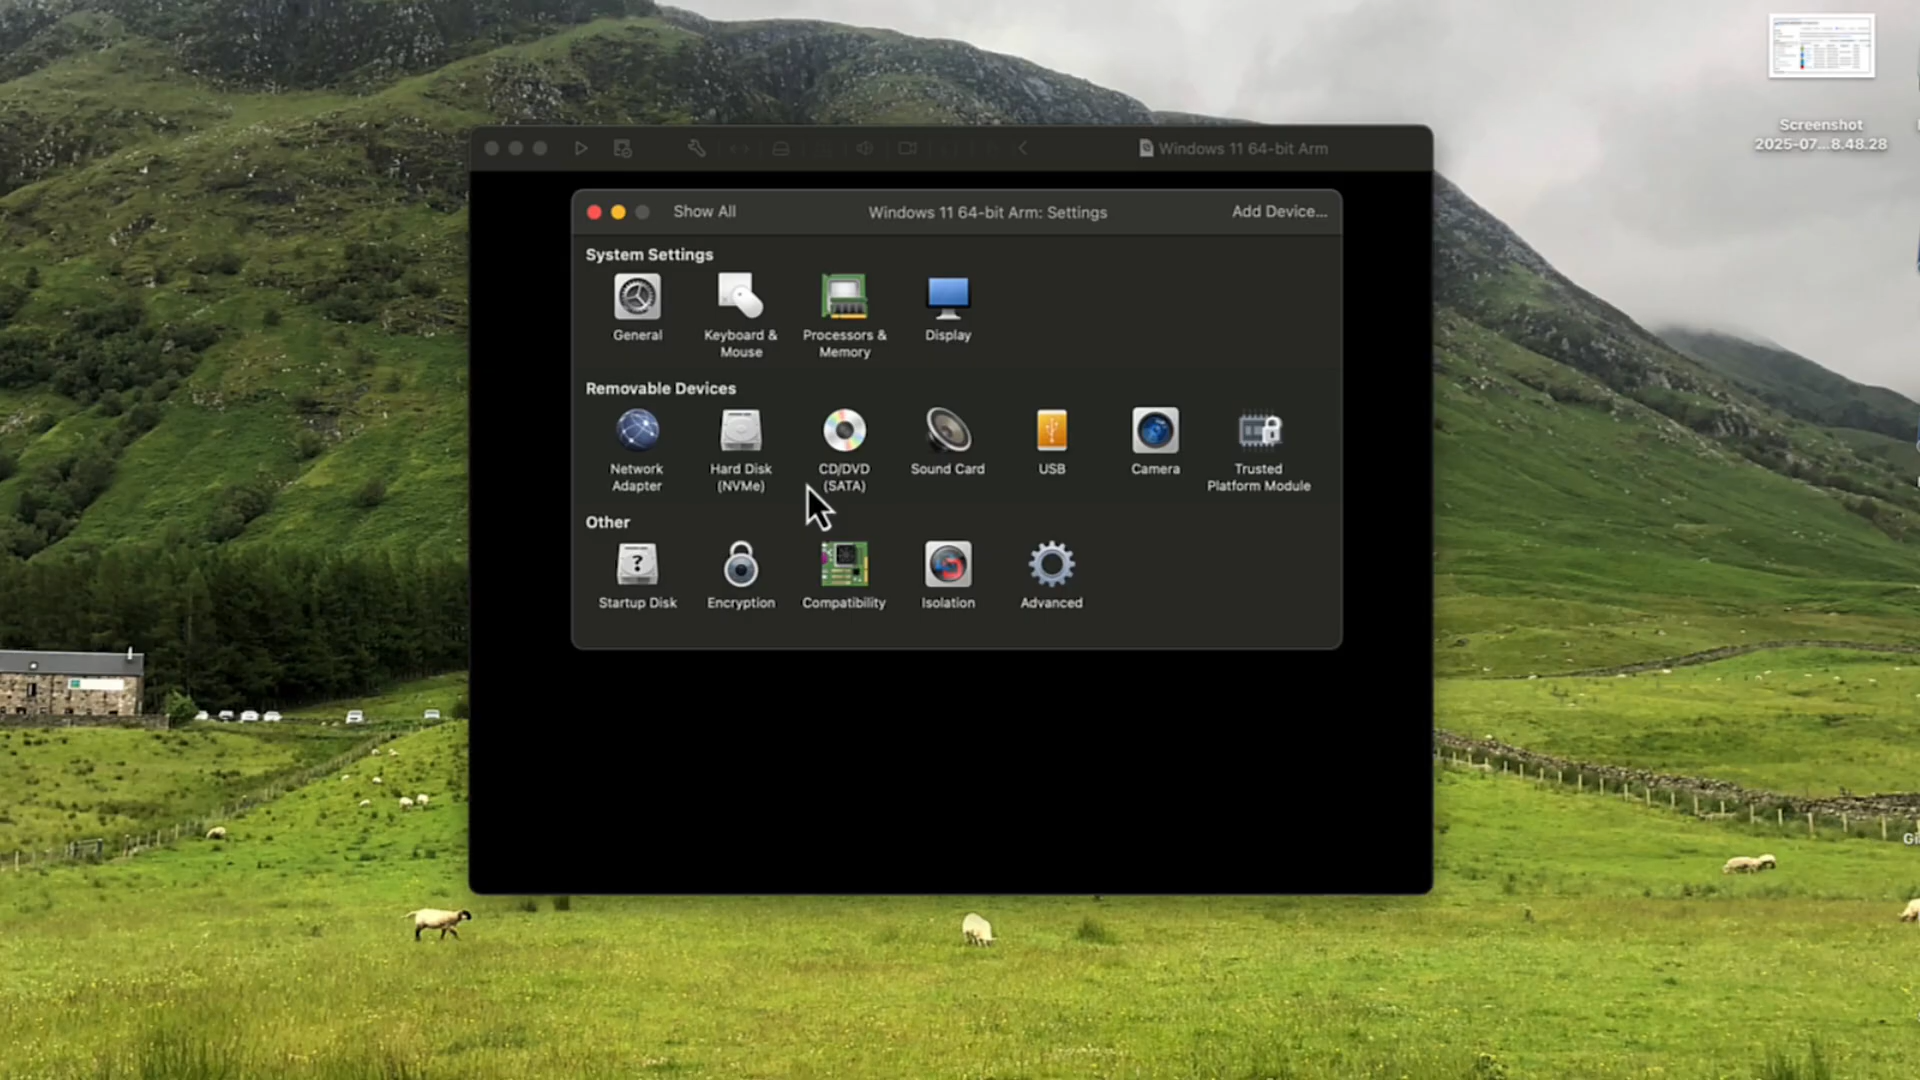 Screenshot
2025-07...8.48.28
Windows 11 64-bit Arm
Show All
Windows 11 64-bit Arm: Settings
Add Device...
System Settings
General
Keyboard &
Mouse
Processors &
Memory
Display
Removable Devices
Network
Adapter
Hard Disk
(NVMe)
CD/DVD
(SATA)
Sound Card
USB
Camera
Trusted
Platform Module
Other
Startup Disk
Encryption
Compatibility
Isolation
Advanced